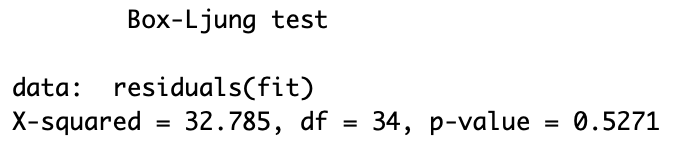 Box-Ljung test
data:  residuals(fit)
X-squared = 32.785, df = 34, p-value = 0.5271